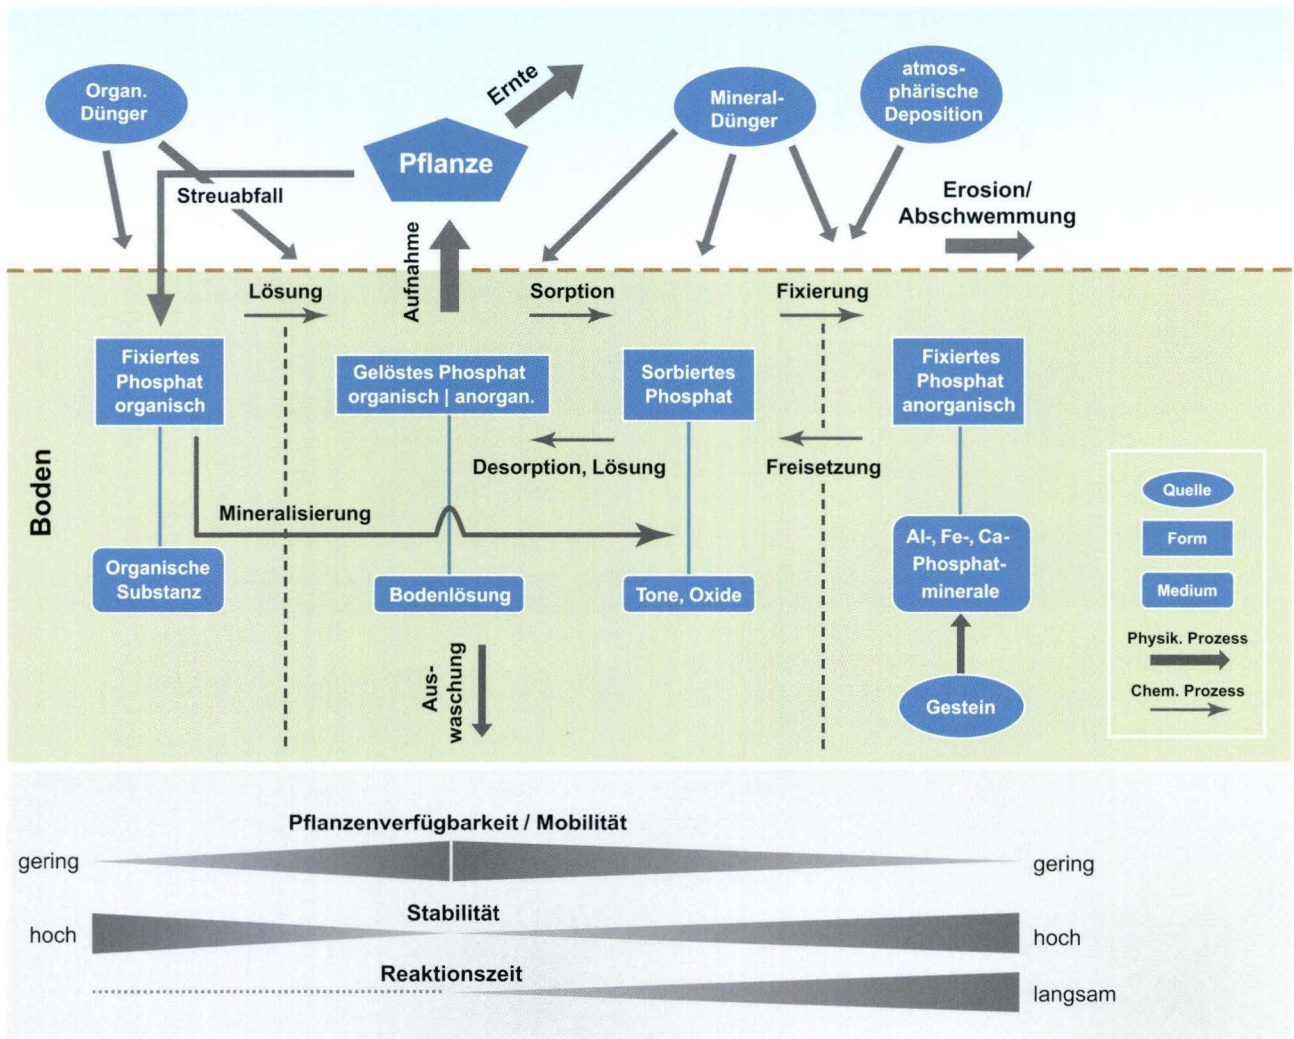 Organ.
Dünger
Ernte
Mineral-
Dünger
atmos-
phärische
Deposition
Pflanze
Streuabfall
Erosion/
Abschwemmung
Aufnahme
Lösung
Sorption
Fixierung
Fixiertes
Phosphat
organisch
Gelöstes Phosphat
organisch | anorgan.
Sorbiertes
Phosphat
Fixiertes
Phosphat
anorganisch
Desorption, Lösung
Freisetzung
Boden
Mineralisierung
Organische
Substanz
Bodenlösung
Tone, Oxide
Al-, Fe-, Ca-
Phosphat-
minerale
Aus-
waschung
Gestein
Quelle
Form
Medium
Physik. Prozess
Chem. Prozess
Pflanzenverfügbarkeit / Mobilität
gering
gering
Stabilität
hoch
hoch
Reaktionszeit
langsam